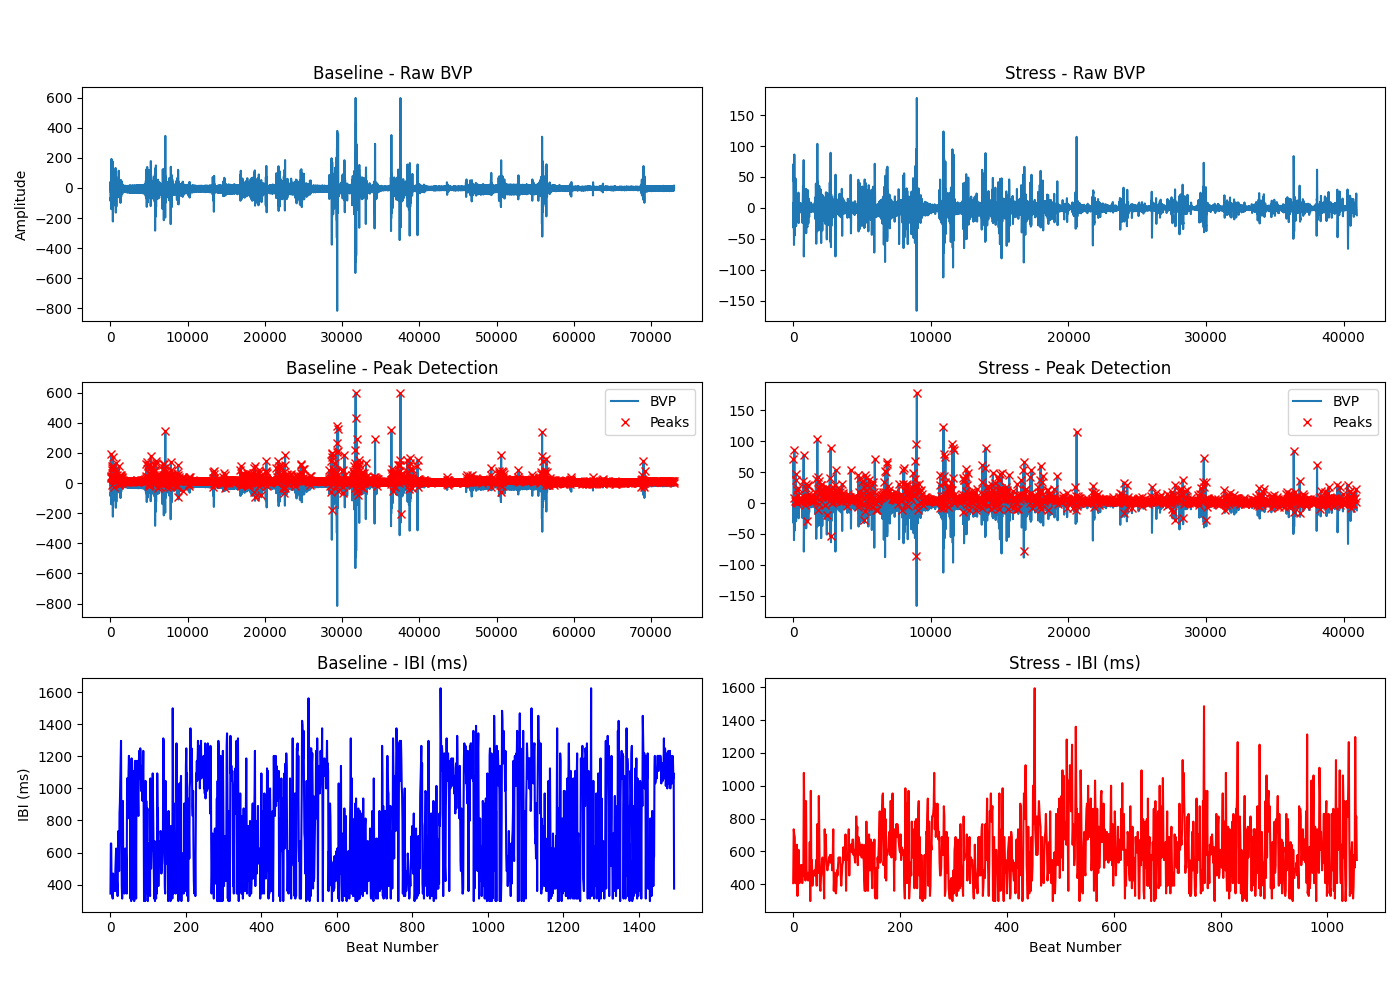 Baseline - Raw BVP
Amplitude
600
400
200
0
−200
−400
−600
−800
0 10000 20000 30000 40000 50000 60000 70000
Stress - Raw BVP
150
100
50
0
−50
−100
−150
0 10000 20000 30000 40000
Baseline - Peak Detection
600
400
200
0
−200
−400
−600
−800
BVP
Peaks
0 10000 20000 30000 40000 50000 60000 70000
Stress - Peak Detection
150
100
50
0
−50
−100
−150
BVP
Peaks
0 10000 20000 30000 40000
Baseline - IBI (ms)
IBI (ms)
1600
1400
1200
1000
800
600
400
0 200 400 600 800 1000 1200 1400
Beat Number
Stress - IBI (ms)
1600
1400
1200
1000
800
600
400
0 200 400 600 800 1000
Beat Number